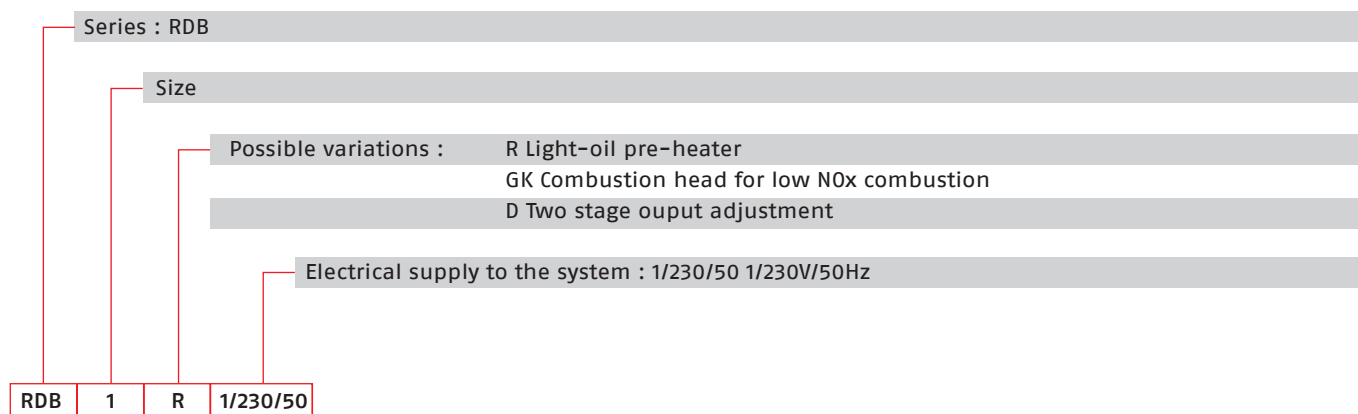 Series : RDB
Size
Possible variations : R Light-oil pre-heater
GK Combustion head for low N0x combustion
D Two stage ouput adjustment
Electrical supply to the system : 1/230/50 1/230V/50Hz
RDB 1 R 1/230/50